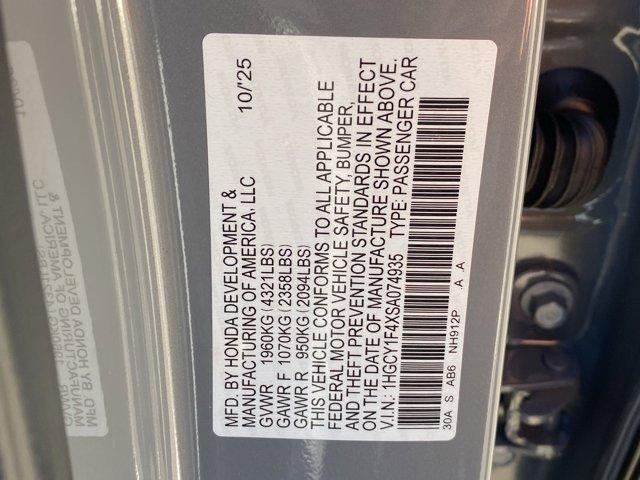 MFD. BY HONDA DEVELOPMENT &
MANUFACTURING OF AMERICA, LLC 10/'25
GVWR 1960KG (4321LBS)
GAWR F 1070KG (2358LBS)
GAWR R 950KG (2094LBS)
THIS VEHICLE CONFORMS TO ALL APPLICABLE
FEDERAL MOTOR VEHICLE SAFETY, BUMPER,
AND THEFT PREVENTION STANDARDS IN EFFECT
ON THE DATE OF MANUFACTURE SHOWN ABOVE.
V.I.N: 1HGCY1F4XSA074935 TYPE: PASSENGER CAR
30A S AB6 NH912P .A .A